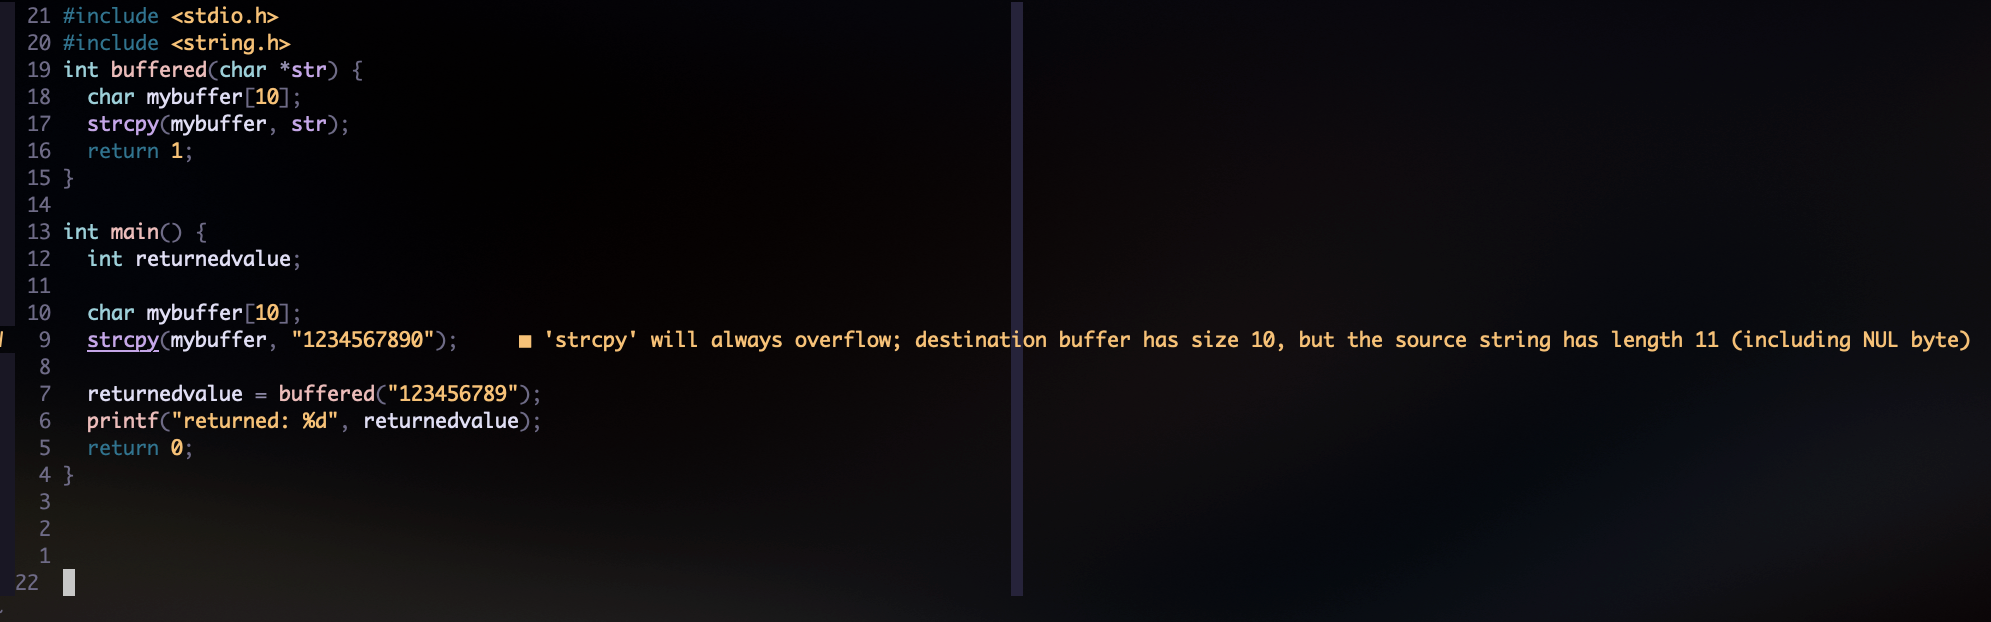 21 #include <stdio.h>
20 #include <string.h>
19 int buffered(char *str) {
18   char mybuffer[10];
17   strcpy(mybuffer, str);
16   return 1;
15 }
14
13 int main() {
12   int returnedvalue;
11
10   char mybuffer[10];
9   strcpy(mybuffer, "1234567890");     ■ 'strcpy' will always overflow; destination buffer has size 10, but the source string has length 11 (including NUL byte)
8
7   returnedvalue = buffered("123456789");
6   printf("returned: %d", returnedvalue);
5   return 0;
4 }
3
2
1
22